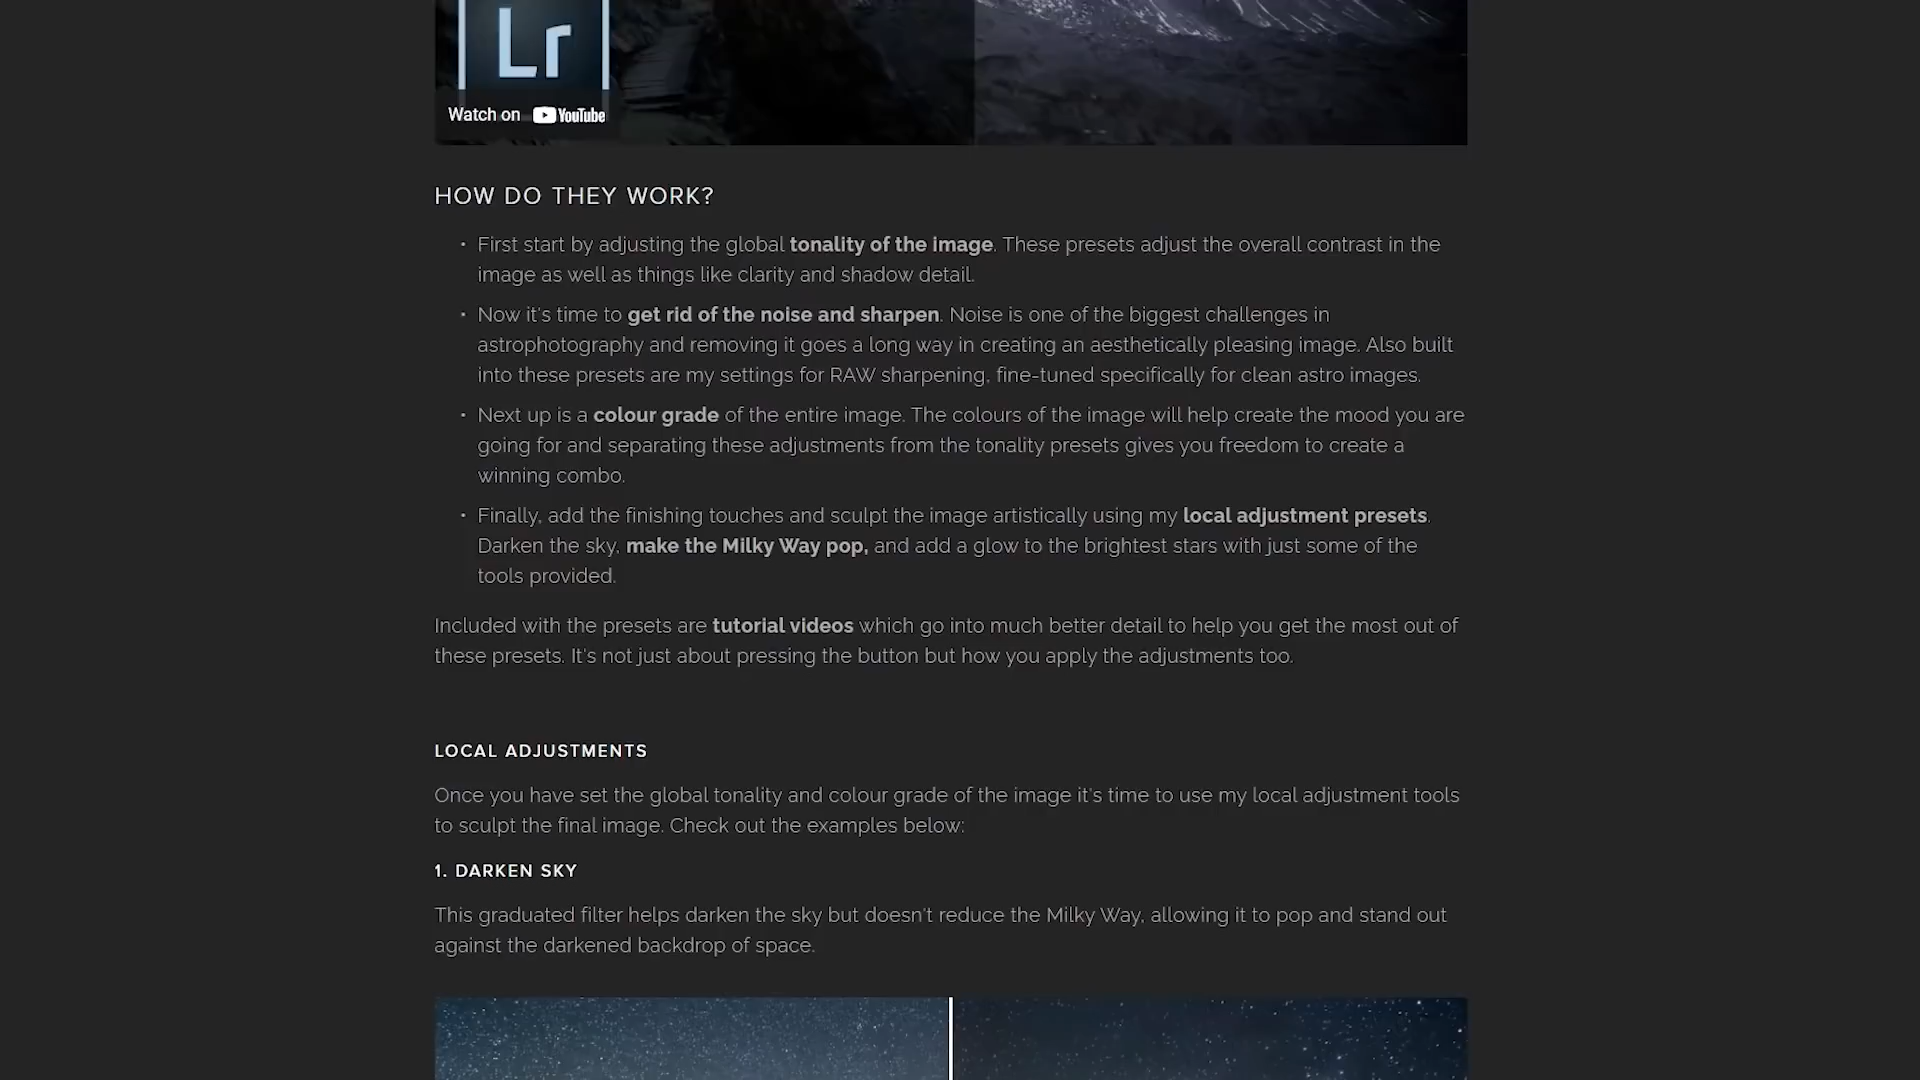 Lr
Watch on YouTube
HOW DO THEY WORK?
• First start by adjusting the global tonality of the image. These presets adjust the overall contrast in the
image as well as things like clarity and shadow detail.
• Now it's time to get rid of the noise and sharpen. Noise is one of the biggest challenges in
astrophotography and removing it goes a long way in creating an aesthetically pleasing image. Also built
into these presets are my settings for RAW sharpening, fine-tuned specifically for clean astro images.
• Next up is a colour grade of the entire image. The colours of the image will help create the mood you are
going for and separating these adjustments from the tonality presets gives you freedom to create a
winning combo.
• Finally, add the finishing touches and sculpt the image artistically using my local adjustment presets.
Darken the sky, make the Milky Way pop, and add a glow to the brightest stars with just some of the
tools provided.
Included with the presets are tutorial videos which go into much better detail to help you get the most out of
these presets. It's not just about pressing the button but how you apply the adjustments too.
LOCAL ADJUSTMENTS
Once you have set the global tonality and colour grade of the image it's time to use my local adjustment tools
to sculpt the final image. Check out the examples below:
1. DARKEN SKY
This graduated filter helps darken the sky but doesn't reduce the Milky Way, allowing it to pop and stand out
against the darkened backdrop of space.